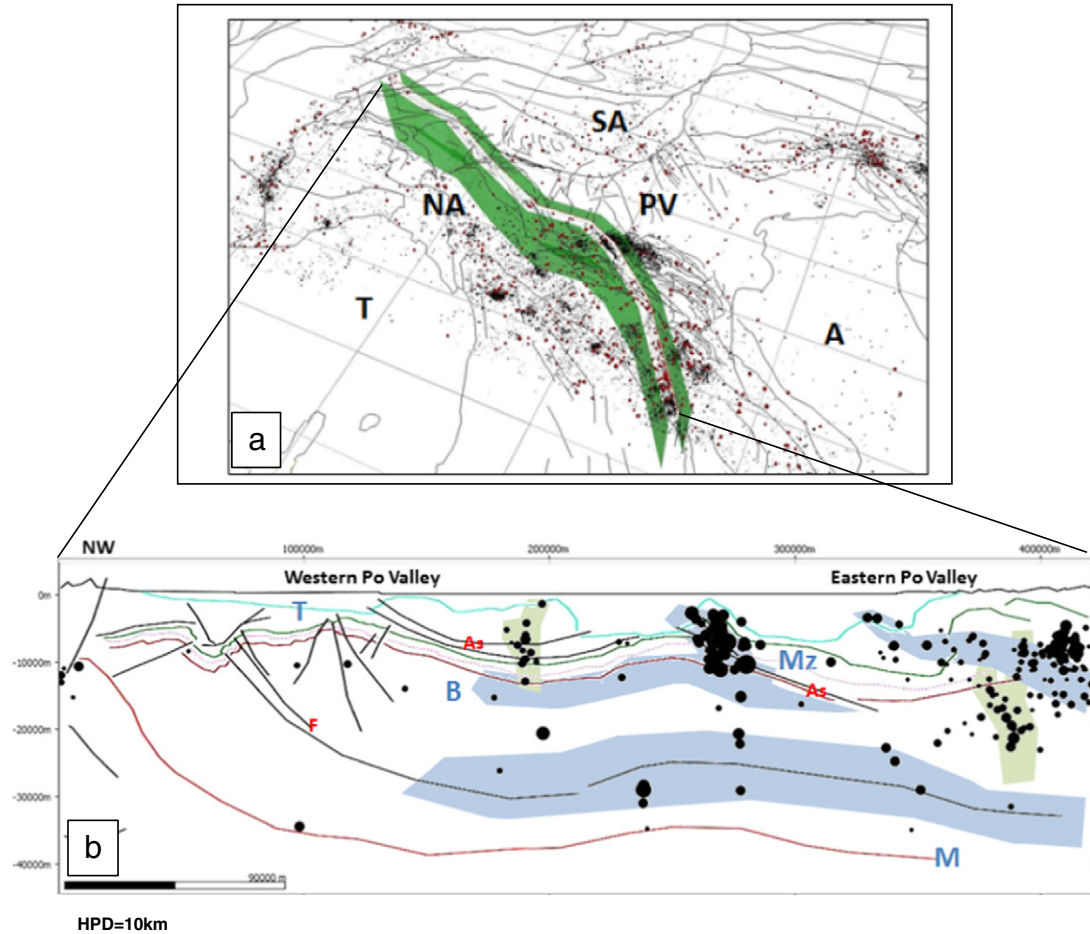 SA
NA
PV
T
A
a
NW
100000m
200000m
300000m
400000m
Western Po Valley
Eastern Po Valley
0m
T
As
-10000m
Mz
B
As
F
-20000m
-30000m
b
M
-40000m
90000 m
HPD=10km